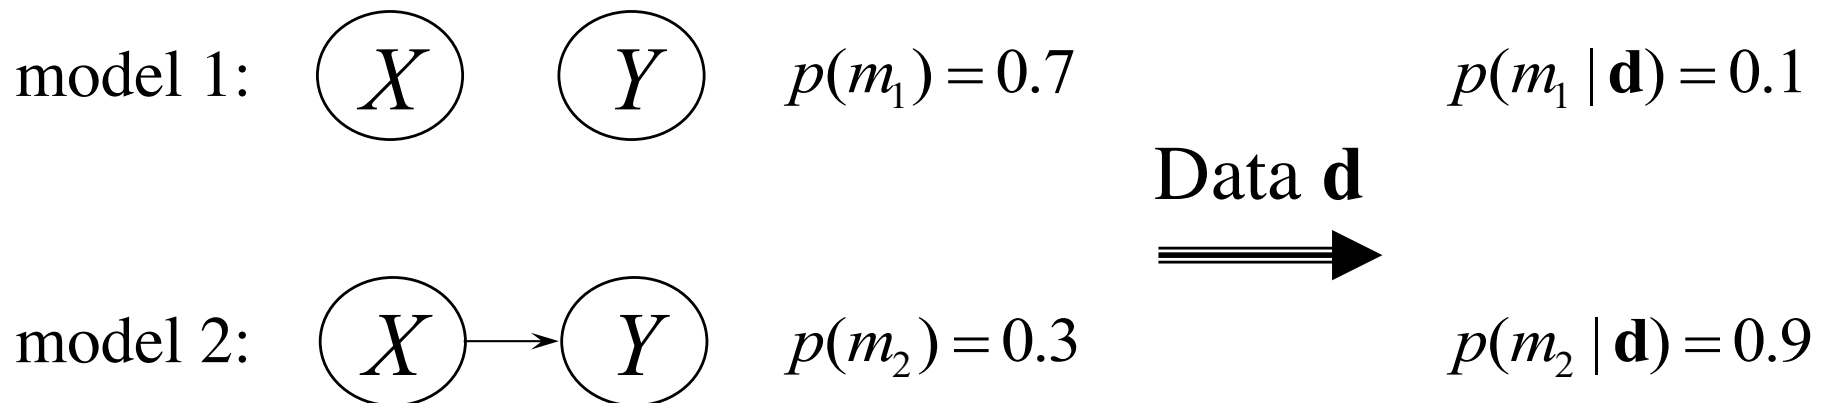 model 1: X Y p(m₁) = 0.7 p(m₁ | d) = 0.1
Data d
model 2: X Y p(m₂) = 0.3 p(m₂ | d) = 0.9